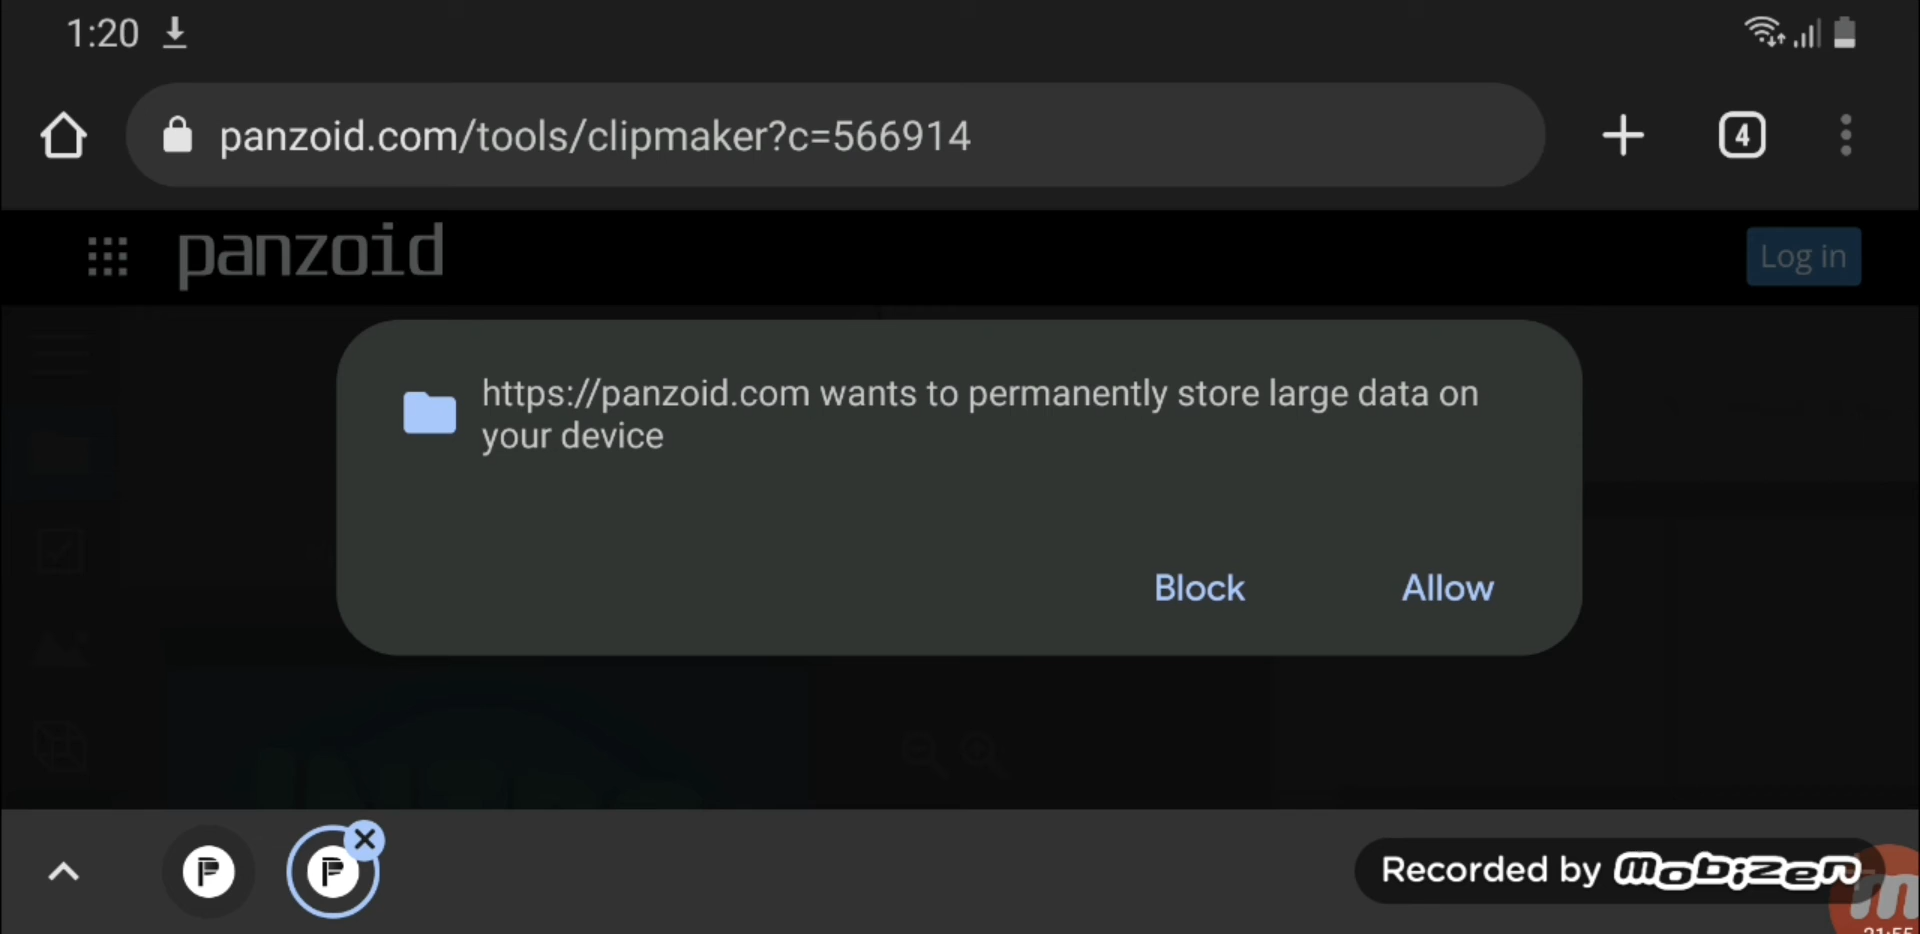 1:20
panzoid.com/tools/clipmaker?c=566914
4
panzoid
Log in
https://panzoid.com wants to permanently store large data on
your device
Block
Allow
Recorded by mobizen